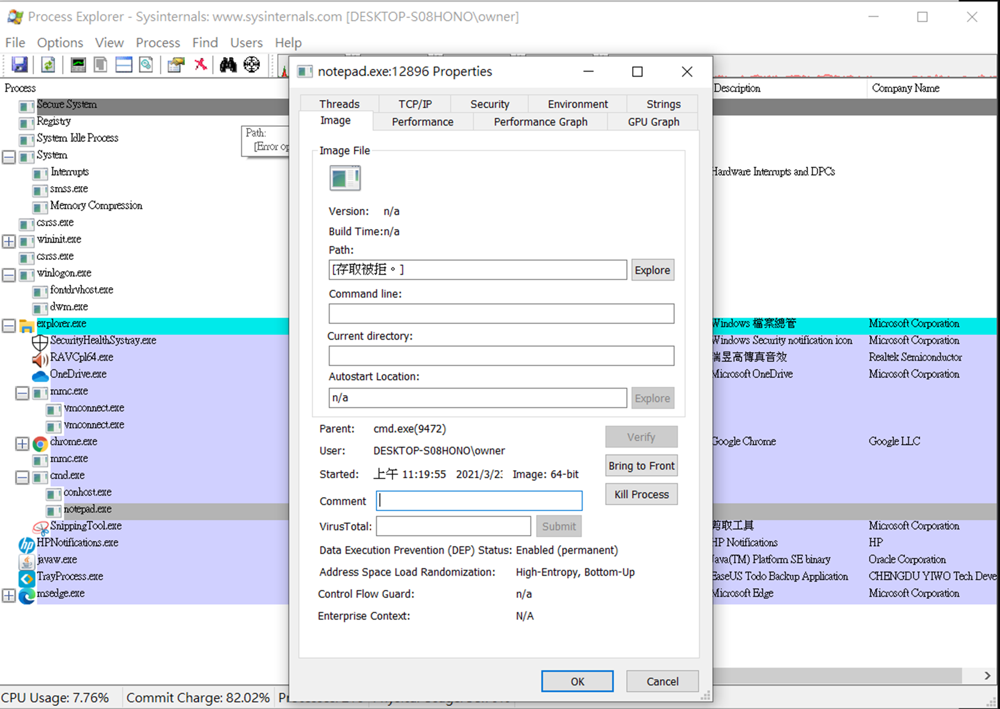 Process Explorer - Sysinternals: www.sysinternals.com [DESKTOP-S08HONO\owner]
File Options View Process Find Users Help
Process
Description Company Name
Secure System
Registry
System Idle Process
System
Interrupts
Hardware Interrupts and DPCs
smss.exe
Memory Compression
csrss.exe
wininit.exe
csrss.exe
winlogon.exe
fontdrvhost.exe
dwm.exe
explorer.exe
Windows 檔案總管 Microsoft Corporation
SecurityHealthSystray.exe
Windows Security notification icon Microsoft Corporation
RAVCpl64.exe
瑞昱高傳真音效 Realtek Semiconductor
OneDrive.exe
Microsoft OneDrive Microsoft Corporation
mmc.exe
vmconnect.exe
vmconnect.exe
chrome.exe
Google Chrome Google LLC
mmc.exe
cmd.exe
conhost.exe
notepad.exe
SnippingTool.exe
剪取工具 Microsoft Corporation
HPNotifications.exe
HP Notifications HP
javaw.exe
Java(TM) Platform SE binary Oracle Corporation
TrayProcess.exe
EaseUS Todo Backup Application CHENGDU YIWO Tech Deve
msedge.exe
Microsoft Edge Microsoft Corporation
Path:
[Error op
notepad.exe:12896 Properties
Threads TCP/IP Security Environment Strings
Image Performance Performance Graph GPU Graph
Image File
Version: n/a
Build Time:n/a
Path:
[存取被拒。] Explore
Command line:
Current directory:
Autostart Location:
n/a Explore
Parent: cmd.exe(9472)
Verify
User: DESKTOP-S08HONO\owner
Bring to Front
Started: 上午 11:19:55 2021/3/23 Image: 64-bit
Kill Process
Comment
VirusTotal: Submit
Data Execution Prevention (DEP) Status: Enabled (permanent)
Address Space Load Randomization: High-Entropy, Bottom-Up
Control Flow Guard: n/a
Enterprise Context: N/A
OK Cancel
CPU Usage: 7.76% Commit Charge: 82.02%